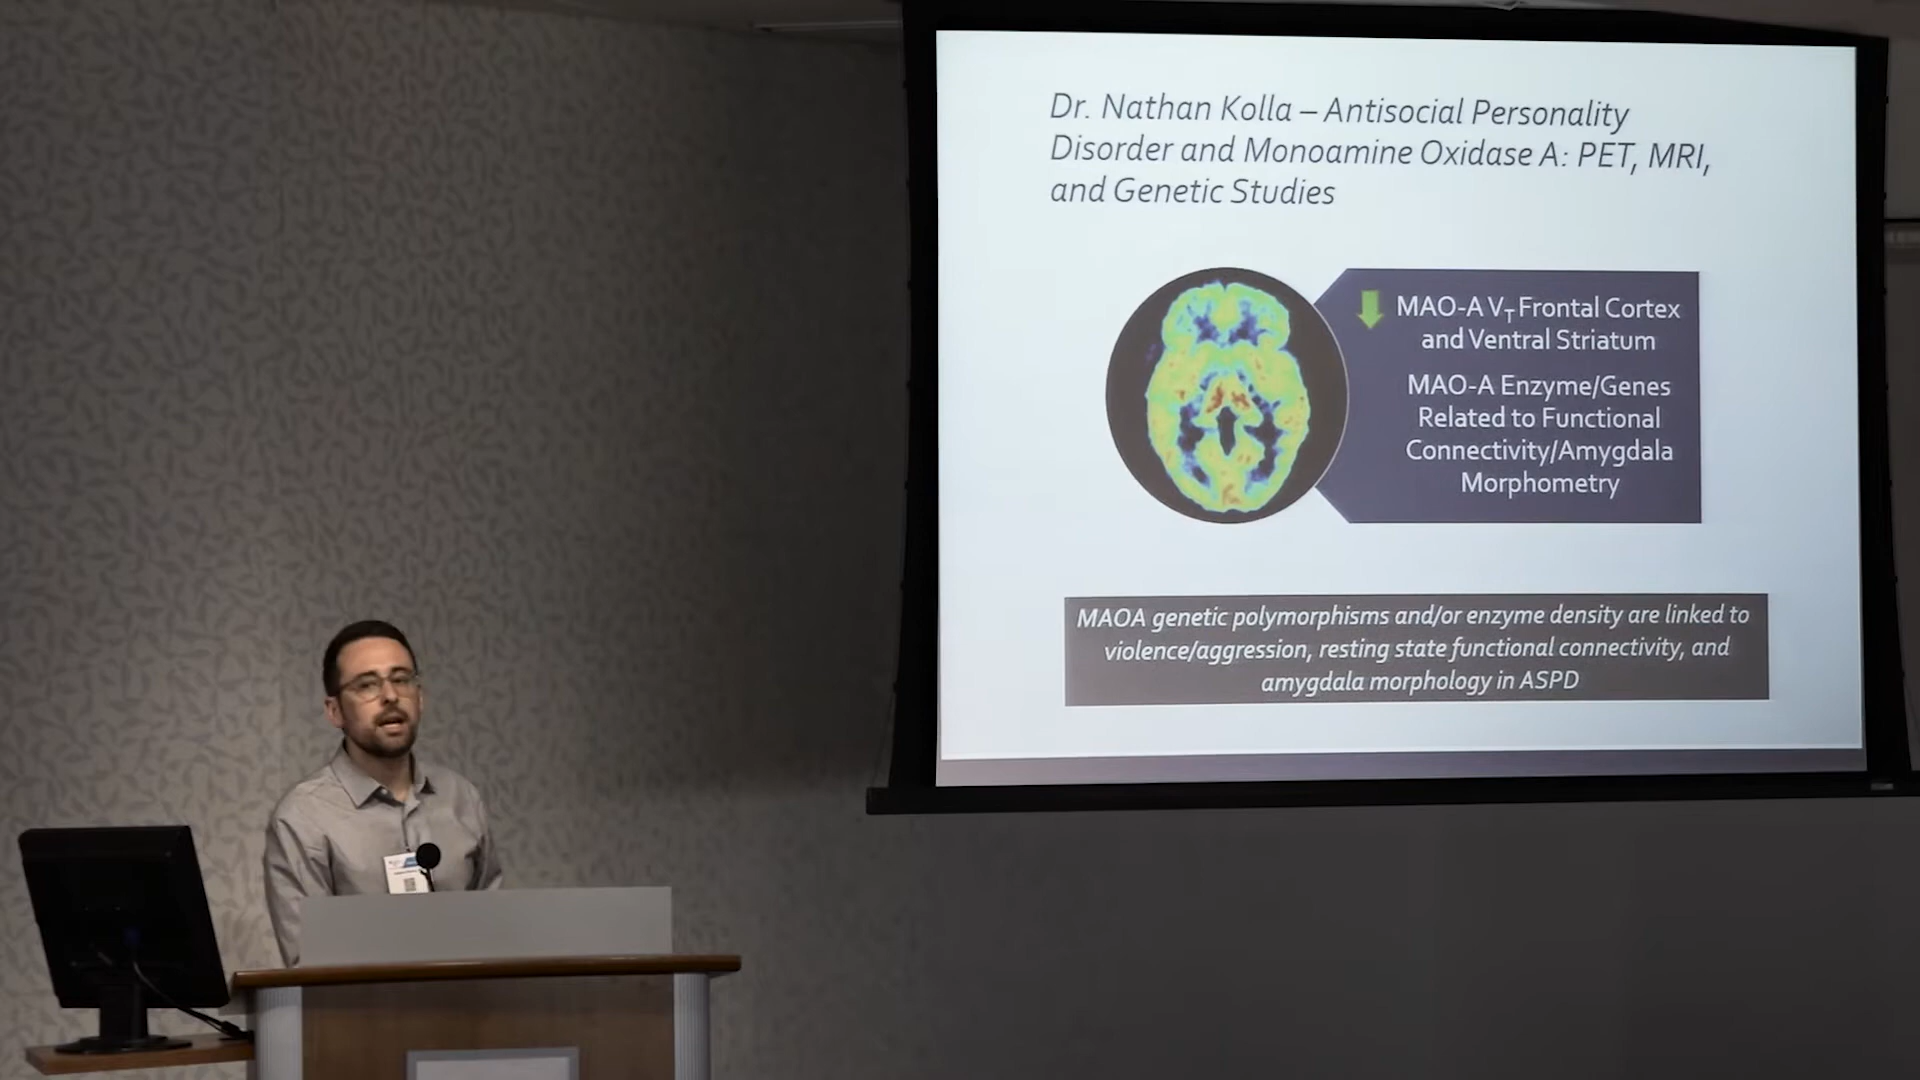 Dr. Nathan Kolla – Antisocial Personality
Disorder and Monoamine Oxidase A: PET, MRI,
and Genetic Studies
MAO-A V_T Frontal Cortex
and Ventral Striatum
MAO-A Enzyme/Genes
Related to Functional
Connectivity/Amygdala
Morphometry
MAOA genetic polymorphisms and/or enzyme density are linked to
violence/aggression, resting state functional connectivity, and
amygdala morphology in ASPD